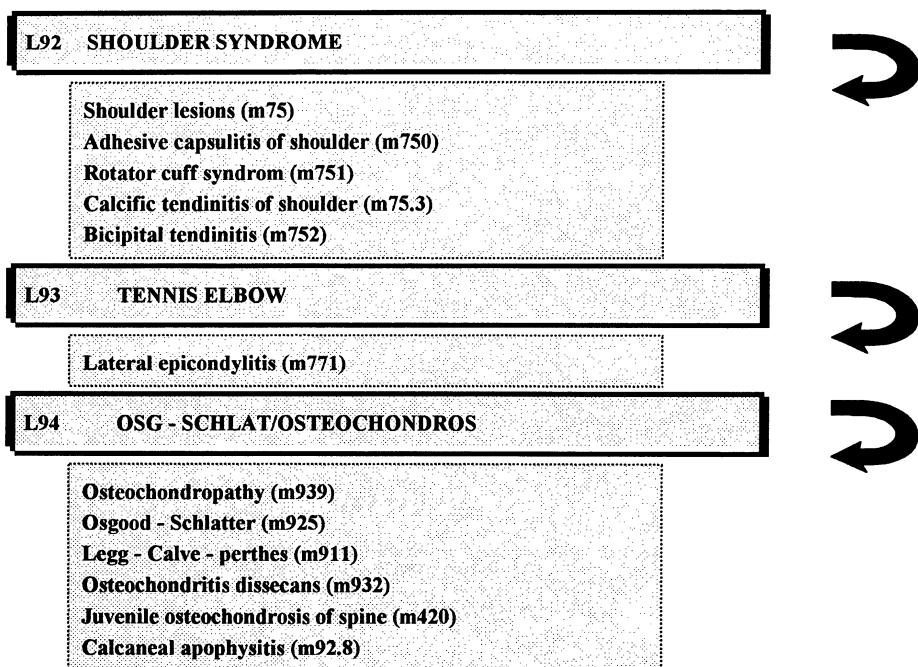 L92 SHOULDER SYNDROME
Shoulder lesions (m75)
Adhesive capsulitis of shoulder (m750)
Rotator cuff syndrom (m751)
Calcific tendinitis of shoulder (m75.3)
Bicipital tendinitis (m752)
L93 TENNIS ELBOW
Lateral epicondylitis (m771)
L94 OSG - SCHLAT/OSTEOCHONDROS
Osteochondropathy (m939)
Osgood - Schlatter (m925)
Legg - Calve - perthes (m911)
Osteochondritis dissecans (m932)
Juvenile osteochondrosis of spine (m420)
Calcaneal apophysitis (m92.8)